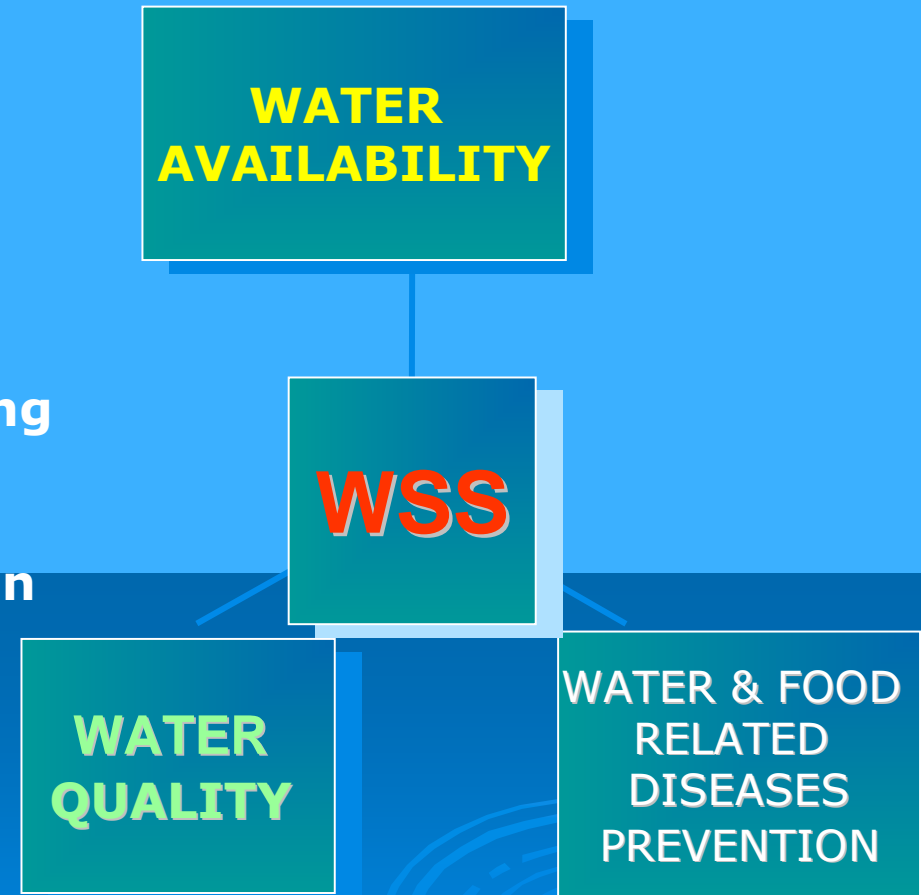 WATER
AVAILABILITY
ng
WSS
n
WATER
QUALITY
WATER & FOOD
RELATED
DISEASES
PREVENTION